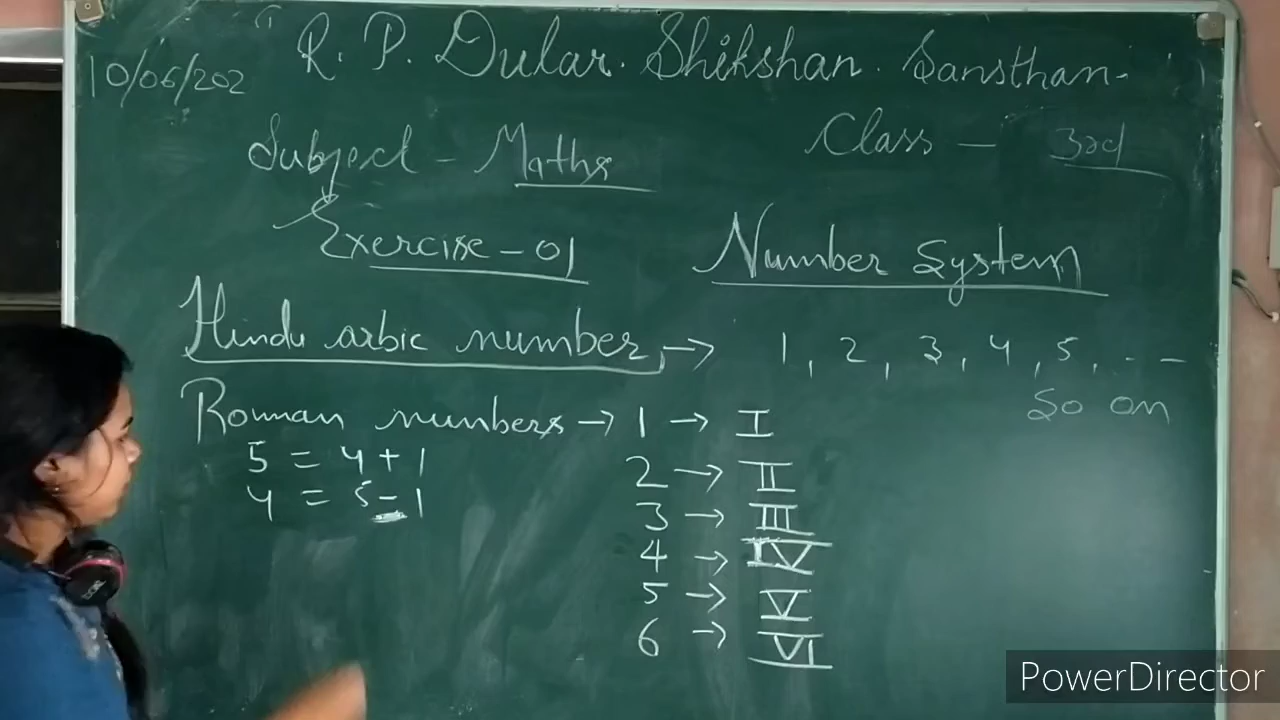 R. P. Dular. Shikshan. Sansthan.
10/06/202
Subject - Maths
Class - 3rd
Exercise - 01
Number System
Hindu arbic number, → 1, 2, 3, 4, 5, . - -
So on
Roman numbers → 1 → I
5 = 4 + 1
2 → II
4 = 5 - 1
3 → III
4 → IV
5 → V
6 → VI
PowerDirector